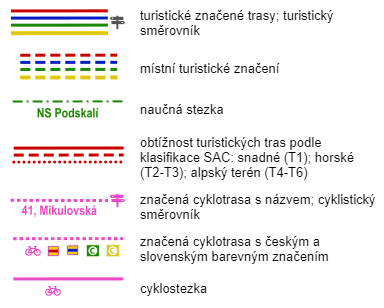 turistické značené trasy; turistický
směrovník
místní turistické značení
NS Podskalí
naučná stezka
obtížnost turistických tras podle
klasifikace SAC: snadné (T1); horské
(T2-T3); alpský terén (T4-T6)
41, Mikulovská
značená cyklotrasa s názvem; cyklistický
směrovník
C C
značená cyklotrasa s českým a
slovenským barevným značením
cyklostezka